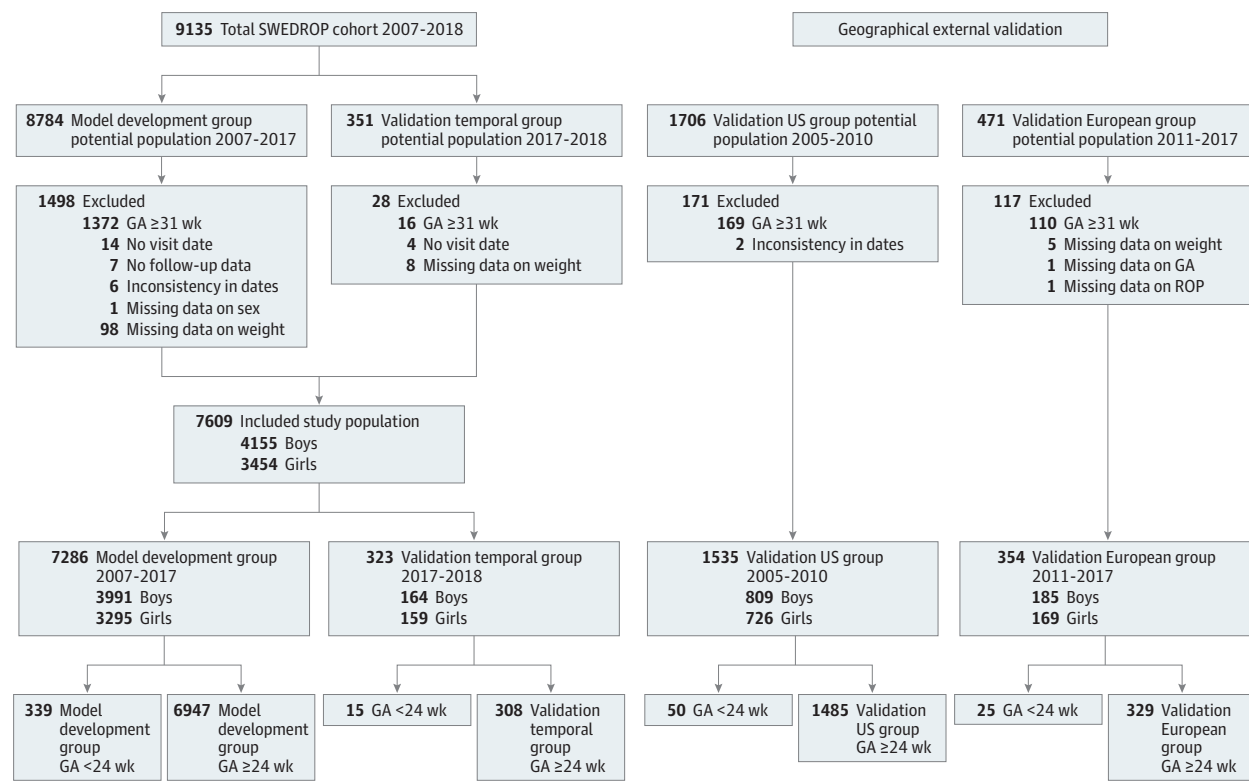 9135 Total SWEDROP cohort 2007-2018
Geographical external validation
8784 Model development group
potential population 2007-2017
351 Validation temporal group
potential population 2017-2018
1706 Validation US group potential
population 2005-2010
471 Validation European group
potential population 2011-2017
1498 Excluded
1372 GA ≥31 wk
14 No visit date
7 No follow-up data
6 Inconsistency in dates
1 Missing data on sex
98 Missing data on weight
28 Excluded
16 GA ≥31 wk
4 No visit date
8 Missing data on weight
171 Excluded
169 GA ≥31 wk
2 Inconsistency in dates
117 Excluded
110 GA ≥31 wk
5 Missing data on weight
1 Missing data on GA
1 Missing data on ROP
7609 Included study population
4155 Boys
3454 Girls
7286 Model development group
2007-2017
3991 Boys
3295 Girls
323 Validation temporal group
2017-2018
164 Boys
159 Girls
1535 Validation US group
2005-2010
809 Boys
726 Girls
354 Validation European group
2011-2017
185 Boys
169 Girls
339 Model
development
group
GA <24 wk
6947 Model
development
group
GA ≥24 wk
15 GA <24 wk
308 Validation
temporal
group
GA ≥24 wk
50 GA <24 wk
1485 Validation
US group
GA ≥24 wk
25 GA <24 wk
329 Validation
European
group
GA ≥24 wk